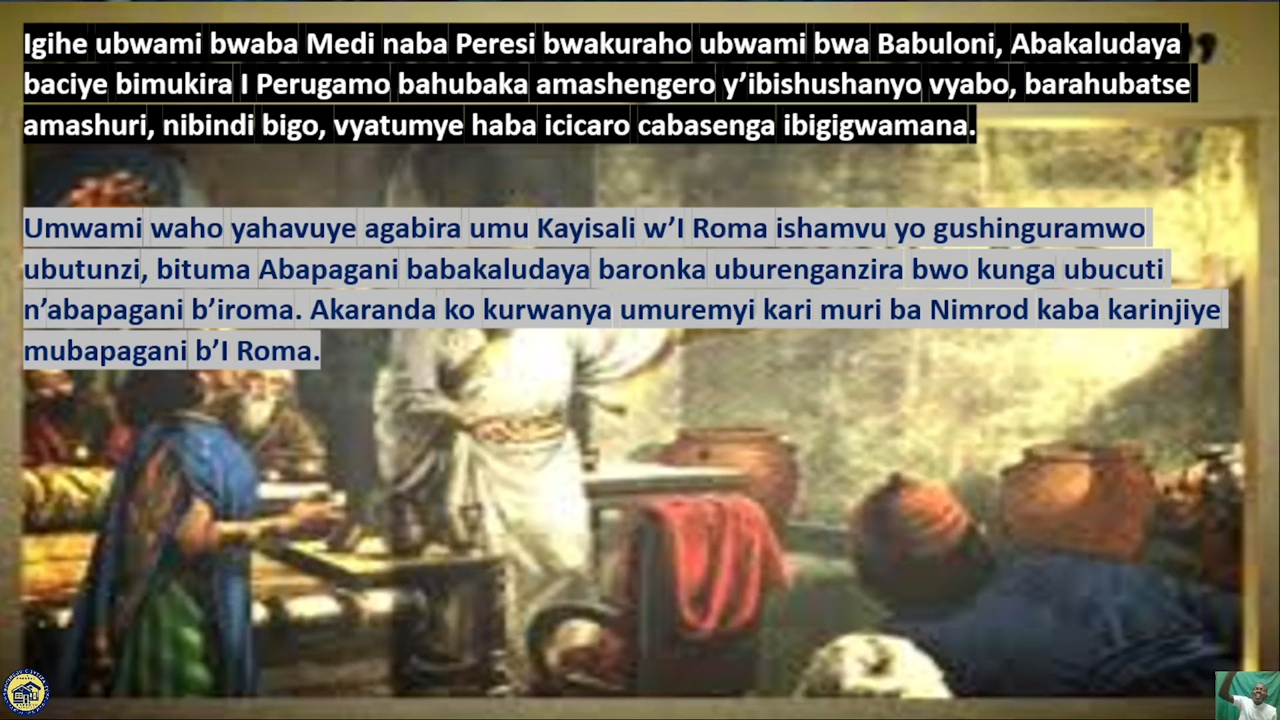 Igihe ubwami bwaba Medi naba Peresi bwakuraho ubwami bwa Babuloni, Abakaludaya
baciye bimukira I Perugamo bahubaka amashengero y’ibishushanyo vyabo, barahubatse
amashuri, nibindi bigo, vyatumye haba icicaro cabasenga ibigigwamana.
Umwami waho yahavuye agabira umu Kayisali w’I Roma ishamvu yo gushinguramwo
ubutunzi, bituma Abapagani babakaludaya baronka uburenganzira bwo kunga ubucuti
n’abapagani b’iroma. Akaranda ko kurwanya umuremyi kari muri ba Nimrod kaba karinjiye
mubapagani b’I Roma.